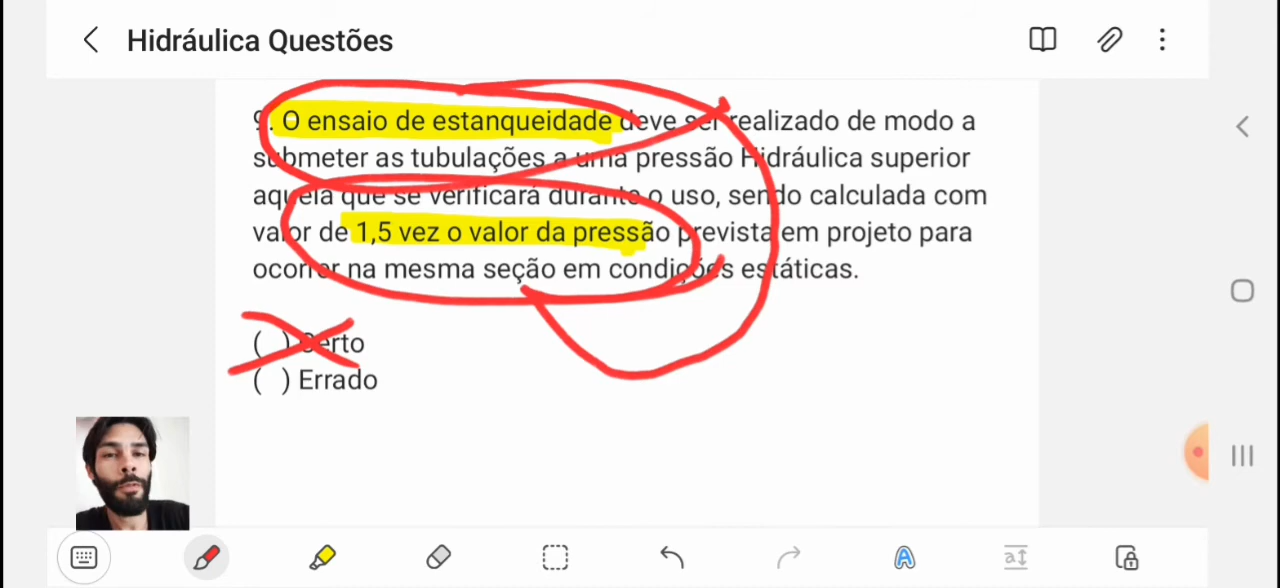 Hidráulica Questões
9. O ensaio de estanqueidade deve ser realizado de modo a
submeter as tubulações a uma pressão Hidráulica superior
aquela que se verificará durante o uso, sendo calculada com
valor de 1,5 vez o valor da pressão prevista em projeto para
ocorrer na mesma seção em condições estáticas.
( ) Certo
( ) Errado